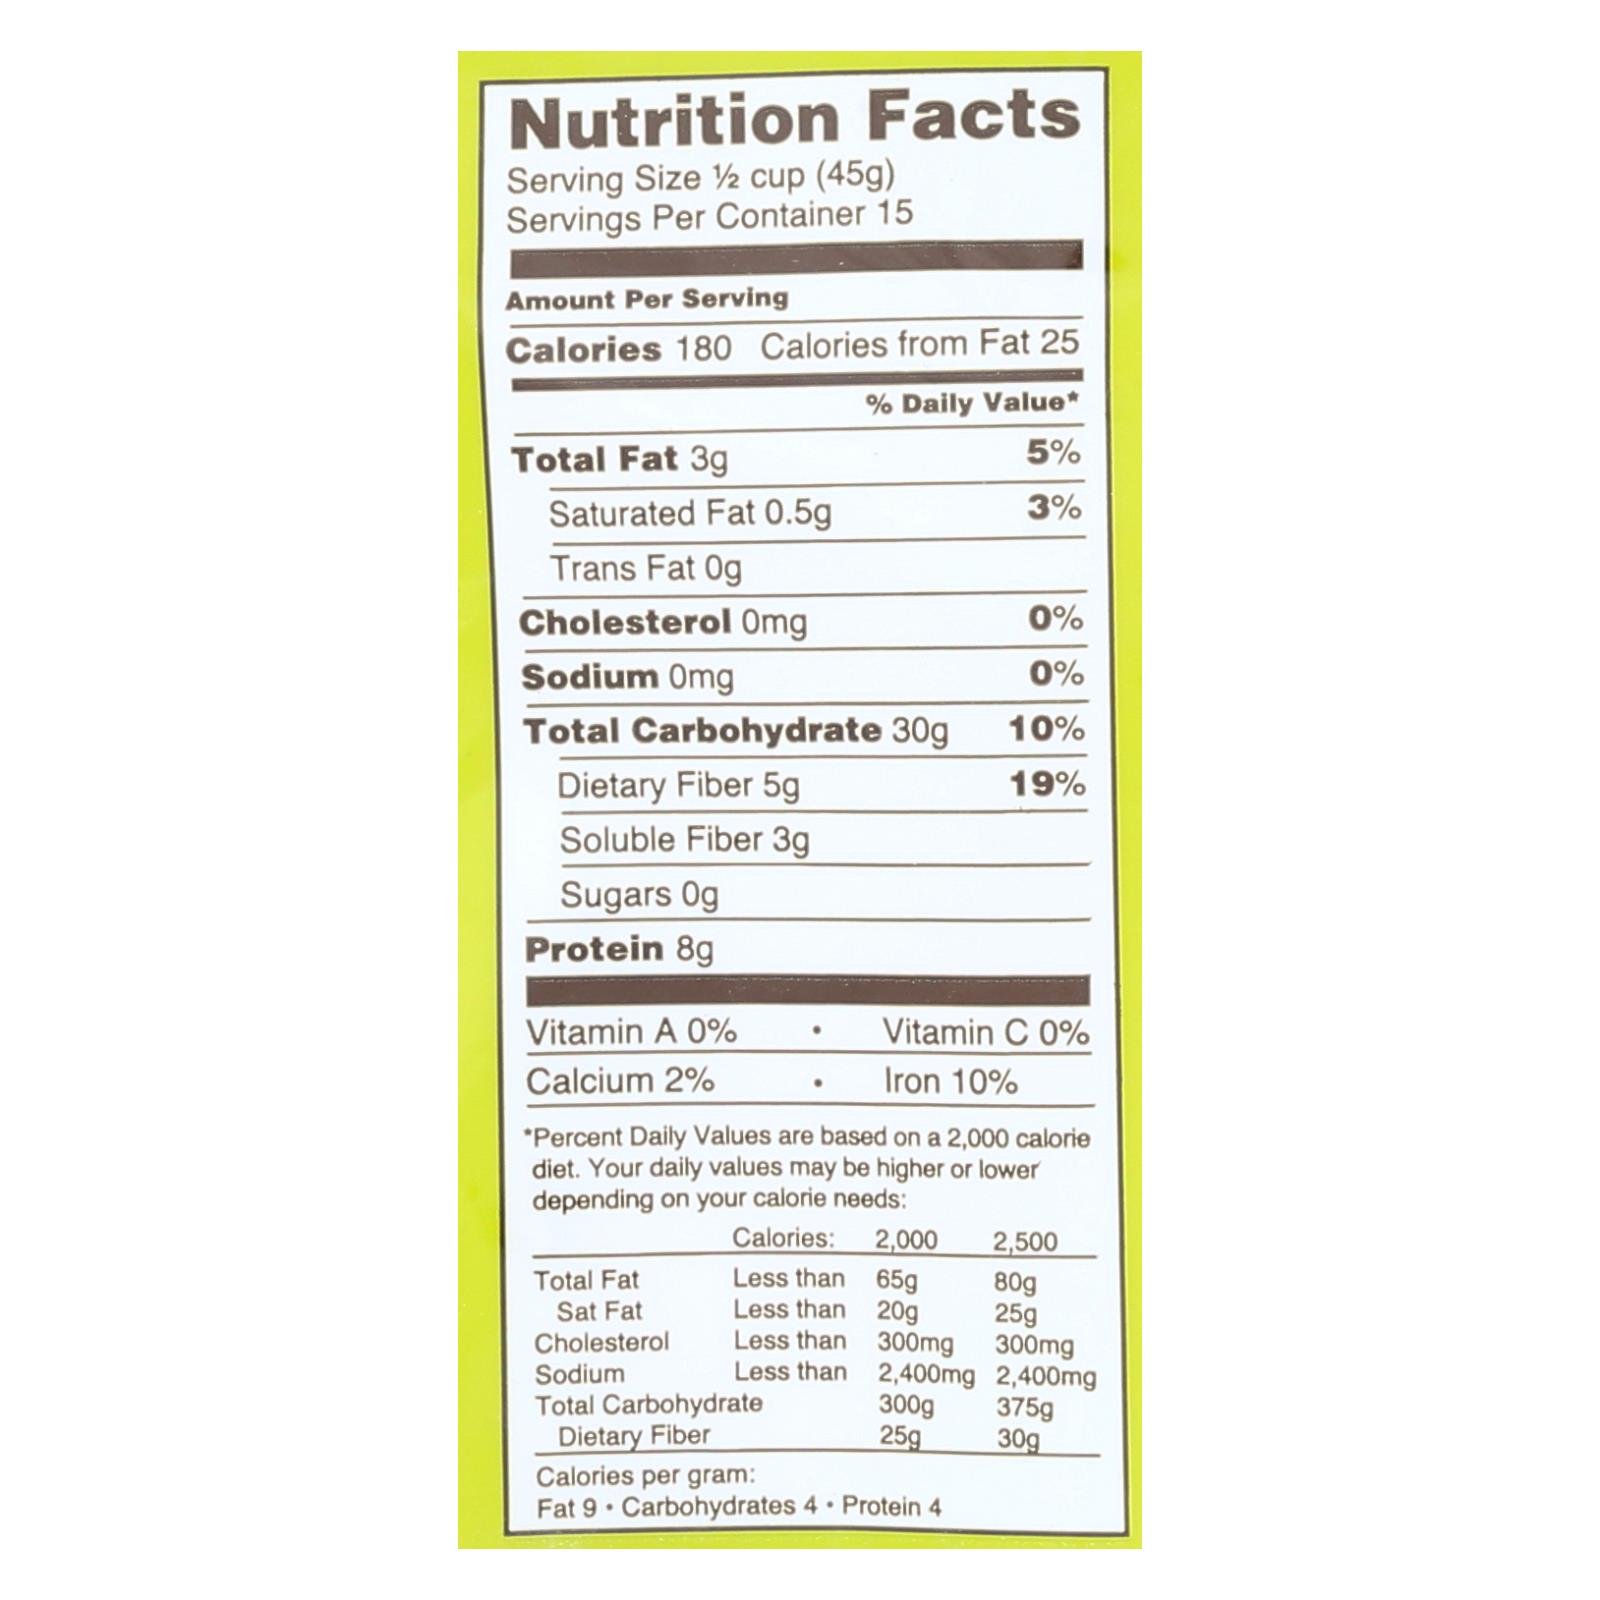 Nutrition Facts
Serving Size ½ cup (45g)
Servings Per Container 15
Amount Per Serving
Calories 180 Calories from Fat 25
% Daily Value*
Total Fat 3g 5%
Saturated Fat 0.5g 3%
Trans Fat 0g
Cholesterol 0mg 0%
Sodium 0mg 0%
Total Carbohydrate 30g 10%
Dietary Fiber 5g 19%
Soluble Fiber 3g
Sugars 0g
Protein 8g
Vitamin A 0% • Vitamin C 0%
Calcium 2% • Iron 10%
*Percent Daily Values are based on a 2,000 calorie
diet. Your daily values may be higher or lower
depending on your calorie needs:
Calories: 2,000 2,500
Total Fat Less than 65g 80g
Sat Fat Less than 20g 25g
Cholesterol Less than 300mg 300mg
Sodium Less than 2,400mg 2,400mg
Total Carbohydrate 300g 375g
Dietary Fiber 25g 30g
Calories per gram:
Fat 9 • Carbohydrates 4 • Protein 4